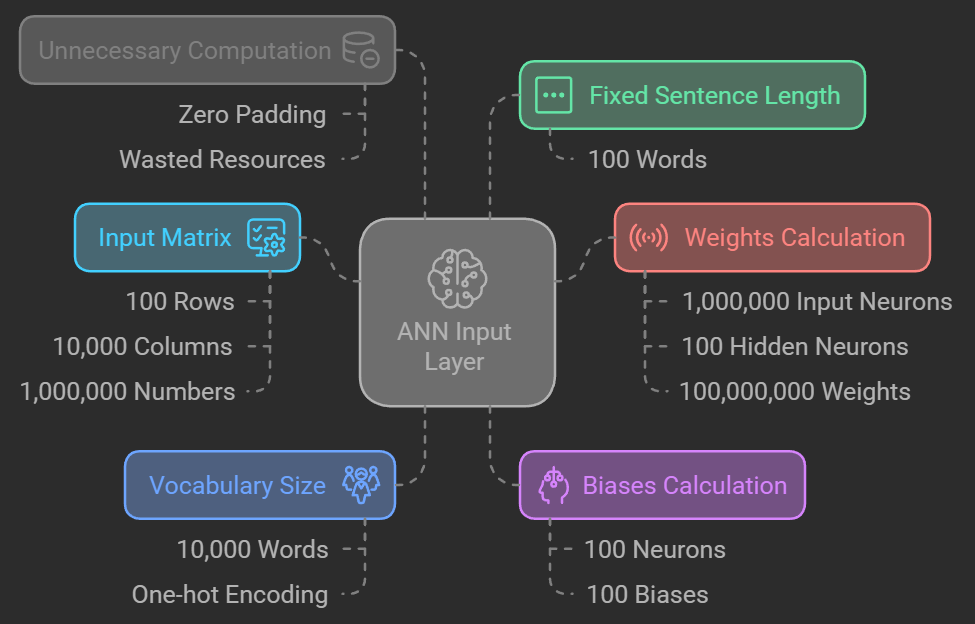 Unnecessary Computation
Zero Padding
Wasted Resources
Fixed Sentence Length
100 Words
Input Matrix
100 Rows
10,000 Columns
1,000,000 Numbers
ANN Input
Layer
Weights Calculation
1,000,000 Input Neurons
100 Hidden Neurons
100,000,000 Weights
Vocabulary Size
10,000 Words
One-hot Encoding
Biases Calculation
100 Neurons
100 Biases